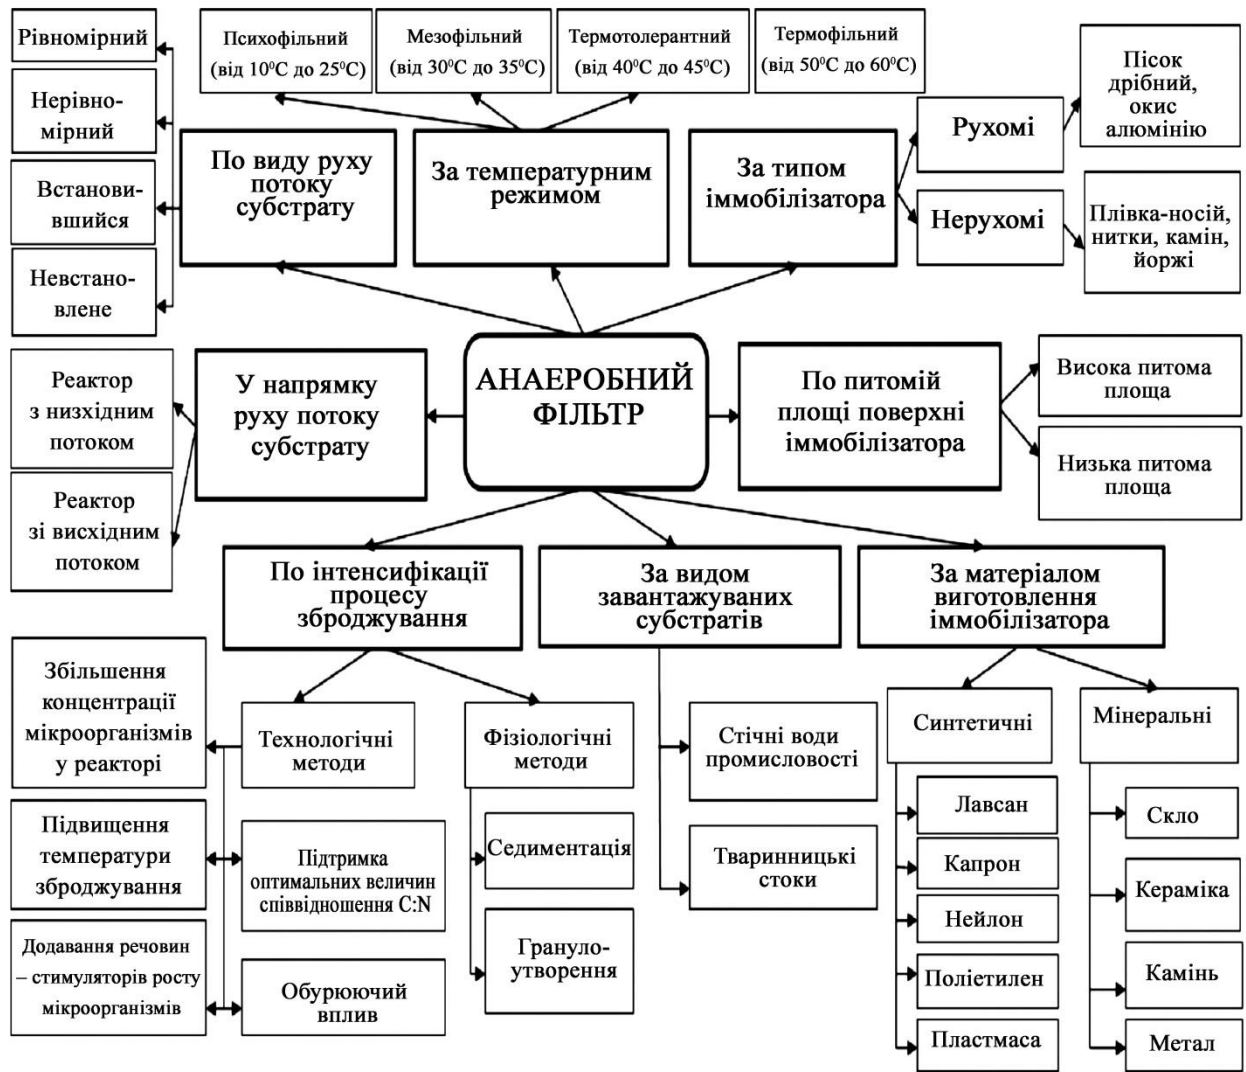 Рівномірний
Нерівно-
мірний
Встанови-
вшийся
Невстано-
влене
Психофільний
(від 10⁰С до 25⁰С)
Мезофільний
(від 30⁰С до 35⁰С)
Термотолерантний
(від 40⁰С до 45⁰С)
Термофільний
(від 50⁰С до 60⁰С)
По виду руху
потоку
субстрату
За температурним
режимом
За типом
іммобілізатора
Рухомі
Нерухомі
Пісок
дрібний,
окис
алюмінію
Плівка-носій,
нитки, камін,
йоржі
Реактор
з низхідним
потоком
Реактор
зі висхідним
потоком
У напрямку
руху потоку
субстрату
АНАЕРОБНИЙ
ФІЛЬТР
По питомій
площі поверхні
іммобілізатора
Висока питома
площа
Низька питома
площа
По інтенсифікації
процесу
зброджування
За видом
завантажуваних
субстратів
За матеріалом
виготовлення
іммобілізатора
Збільшення
концентрації
мікроорганізмів
у реакторі
Підвищення
температури
зброджування
Додавання речовин
– стимуляторів росту
мікроорганізмів
Технологічні
методи
Підтримка
оптимальних величин
співвідношення C:N
Обурюючий
вплив
Фізіологічні
методи
Седиментація
Грануло-
утворення
Стічні води
промисловості
Тваринницькі
стоки
Синтетичні
Лавсан
Капрон
Нейлон
Поліетилен
Пластмаса
Мінеральні
Скло
Кераміка
Камінь
Метал